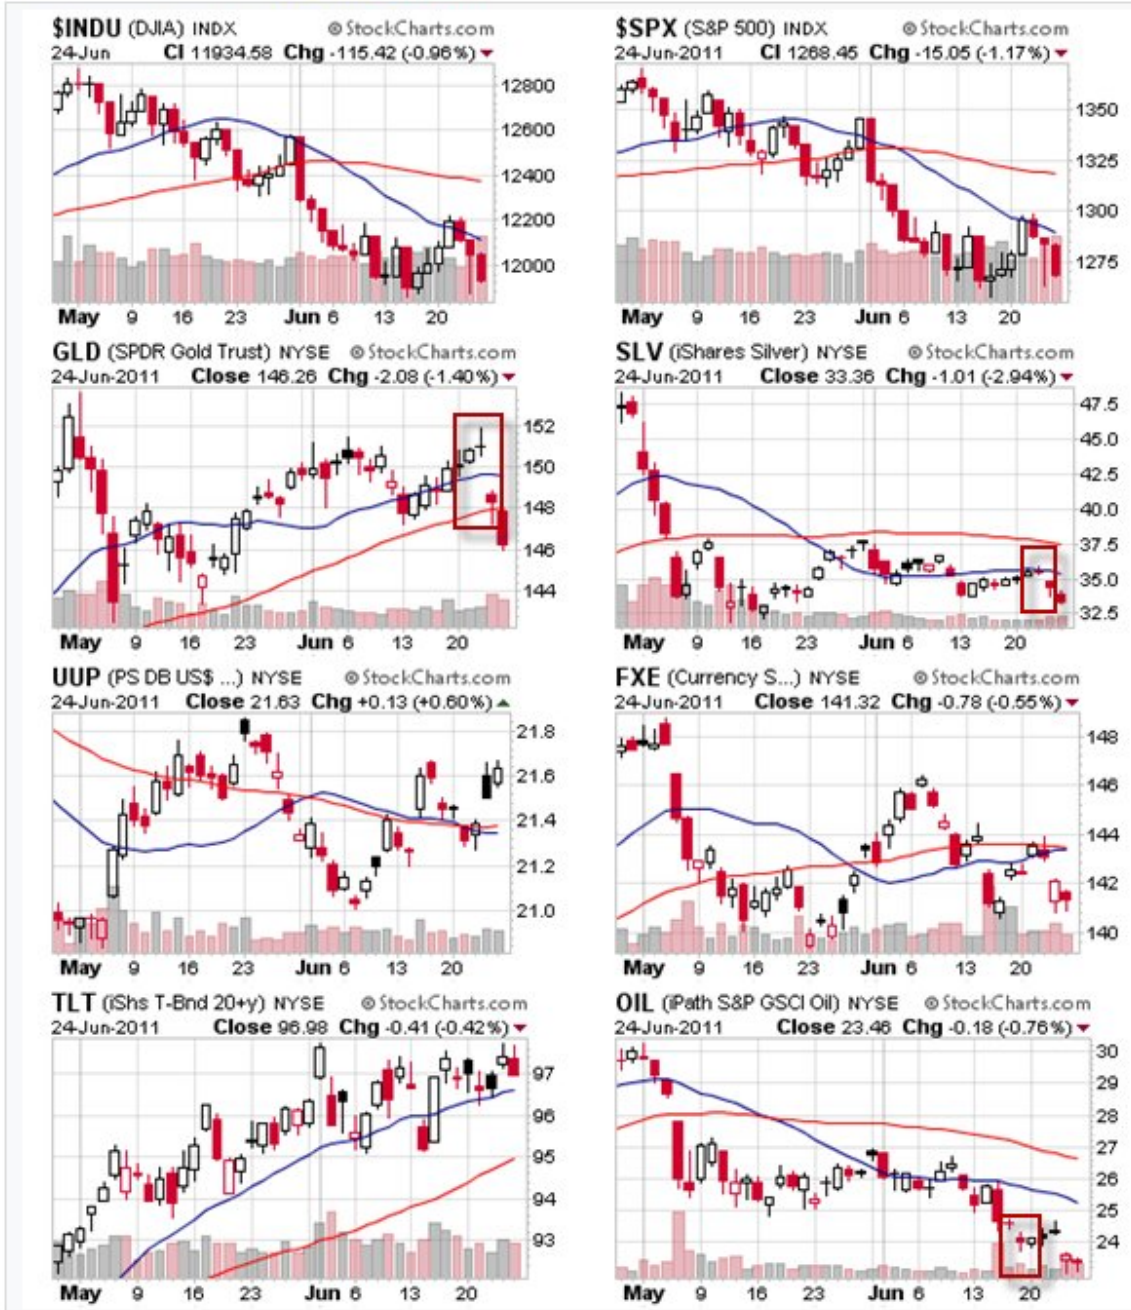 $INDU (DJIA) INDX © StockCharts.com
24-Jun Cl 11934.58 Chg -115.42 (-0.96%)
12800
12600
12400
12200
12000
May 9 16 23 Jun 6 13 20
$SPX (S&P 500) INDX © StockCharts.com
24-Jun-2011 Cl 1268.45 Chg -15.05 (-1.17%)
1350
1325
1300
1275
May 9 16 23 Jun 6 13 20
GLD (SPDR Gold Trust) NYSE © StockCharts.com
24-Jun-2011 Close 146.26 Chg -2.08 (-1.40%)
152
150
148
146
144
May 9 16 23 Jun 6 13 20
SLV (iShares Silver) NYSE © StockCharts.com
24-Jun-2011 Close 33.36 Chg -1.01 (-2.94%)
47.5
45.0
42.5
40.0
37.5
35.0
32.5
May 9 16 23 Jun 6 13 20
UUP (PS DB US$ ...) NYSE © StockCharts.com
24-Jun-2011 Close 21.63 Chg +0.13 (+0.60%)
21.8
21.6
21.4
21.2
21.0
May 9 16 23 Jun 6 13 20
FXE (Currency S...) NYSE © StockCharts.com
24-Jun-2011 Close 141.32 Chg -0.78 (-0.55%)
148
146
144
142
140
May 9 16 23 Jun 6 13 20
TLT (iShs T-Bnd 20+y) NYSE © StockCharts.com
24-Jun-2011 Close 96.98 Chg -0.41 (-0.42%)
97
96
95
94
93
May 9 16 23 Jun 6 13 20
OIL (iPath S&P GSCI Oil) NYSE © StockCharts.com
24-Jun-2011 Close 23.46 Chg -0.18 (-0.76%)
30
29
28
27
26
25
24
May 9 16 23 Jun 6 13 20